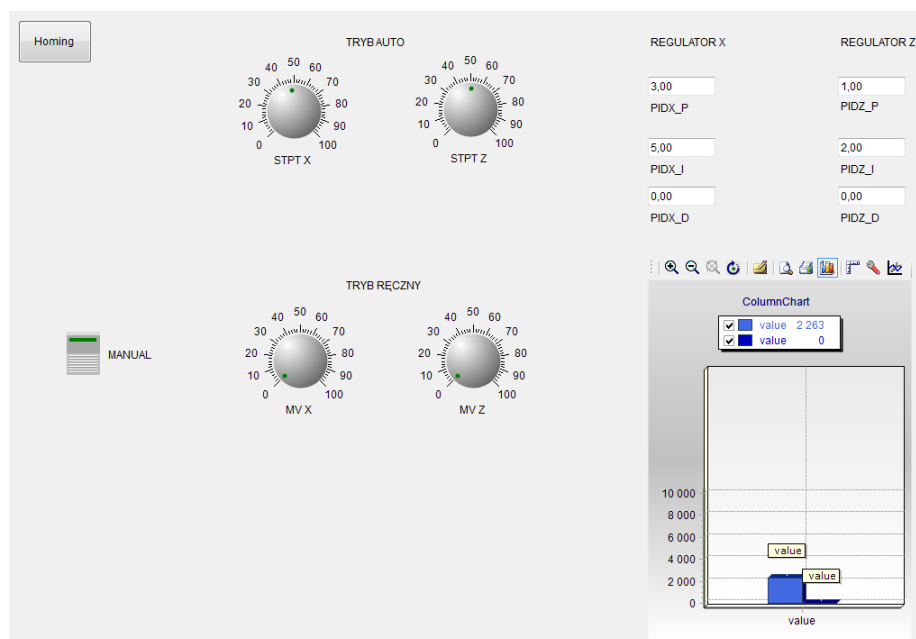 Homing
TRYB AUTO
REGULATOR X
REGULATOR Z
0 10 20 30 40 50 60 70 80 90 100
STPT X
0 10 20 30 40 50 60 70 80 90 100
STPT Z
3,00
1,00
PIDX_P
PIDZ_P
5,00
2,00
PIDX_I
PIDZ_I
0,00
0,00
PIDX_D
PIDZ_D
TRYB RĘCZNY
MANUAL
0 10 20 30 40 50 60 70 80 90 100
MV X
0 10 20 30 40 50 60 70 80 90 100
MV Z
ColumnChart
value 2 263
value 0
10 000
8 000
6 000
4 000
2 000
0
value
value
value